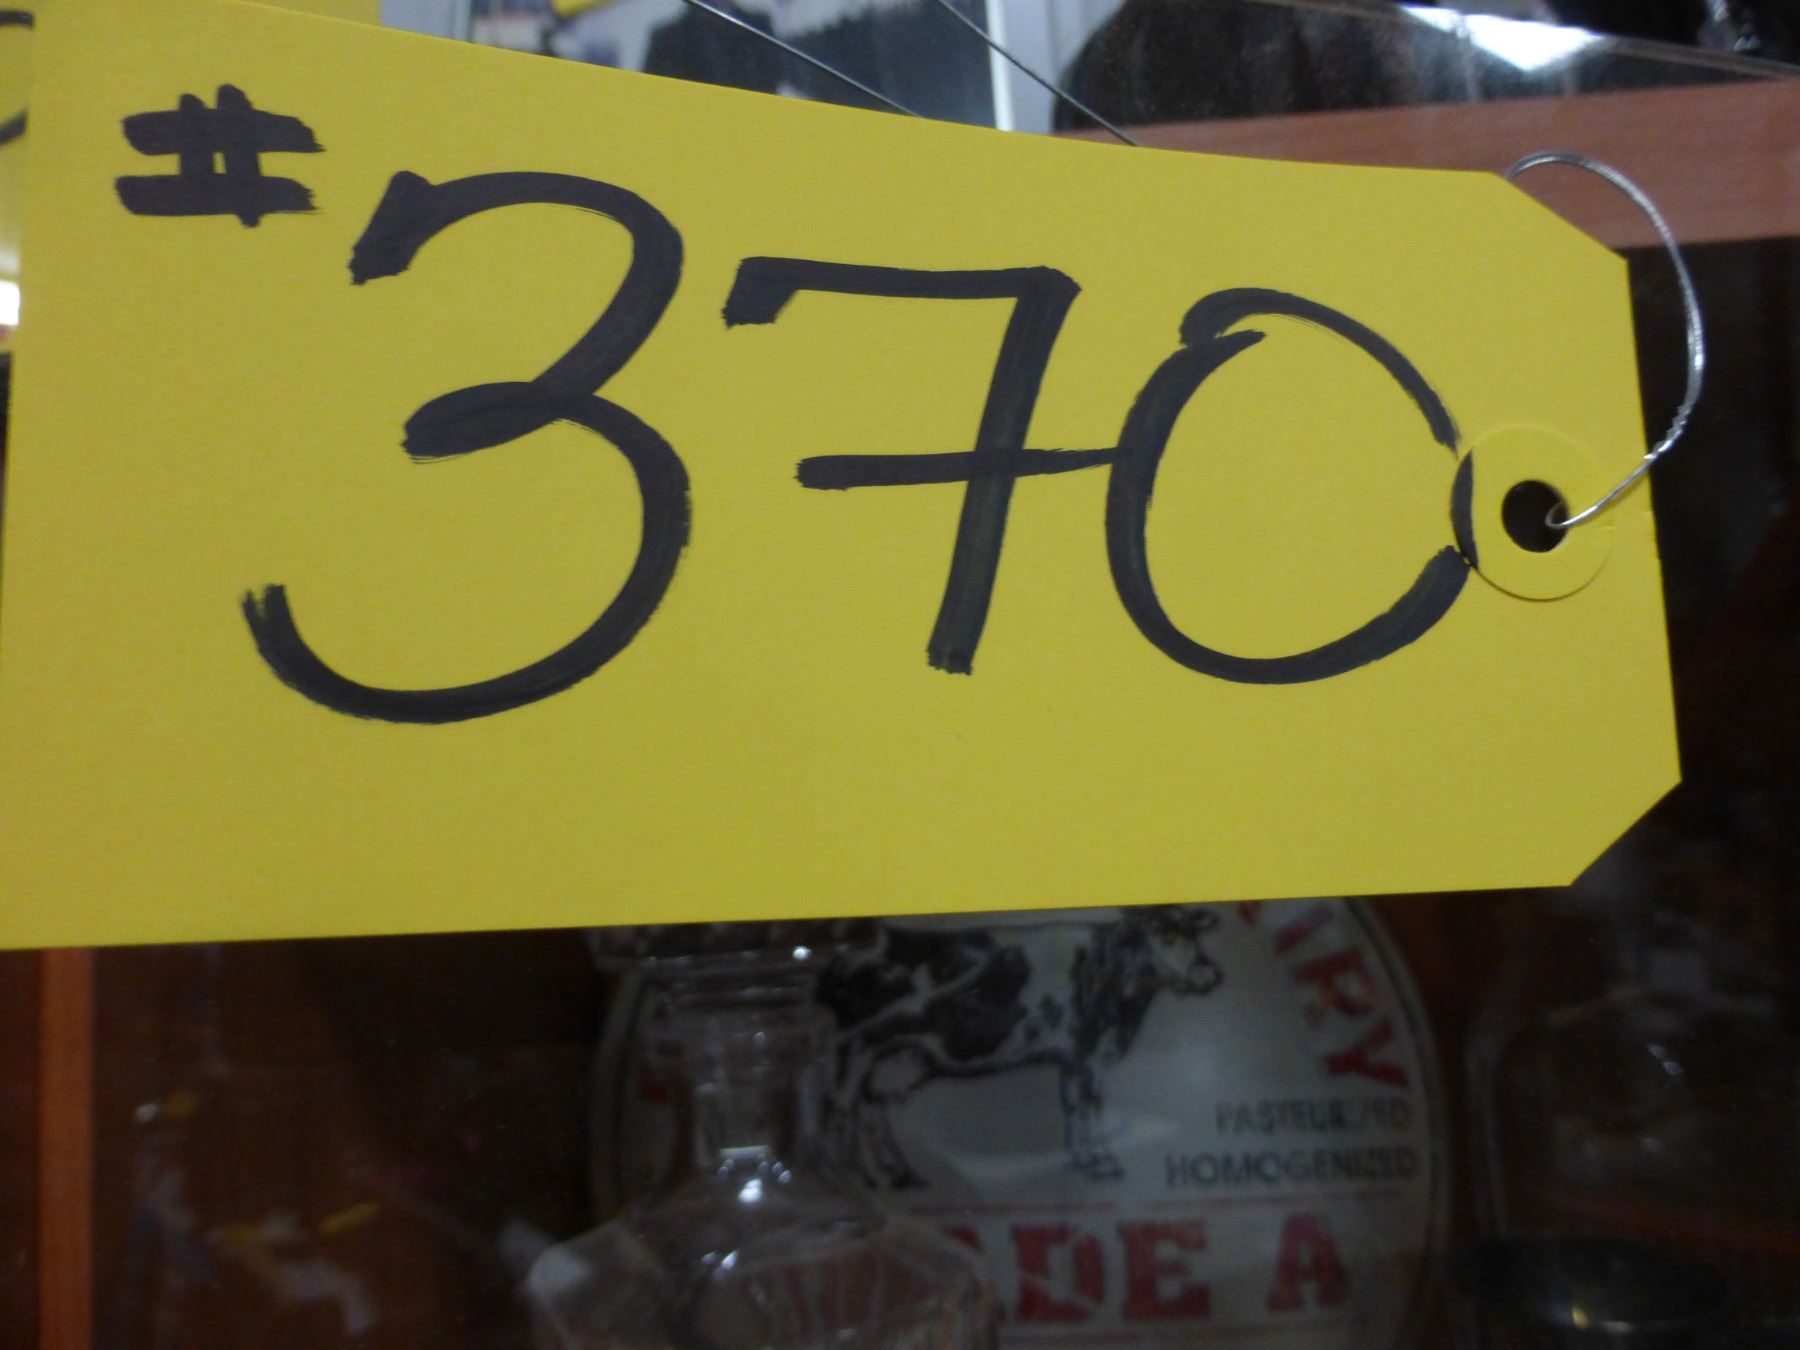 #370
PASTEURIZED
HOMOGENIZED
A